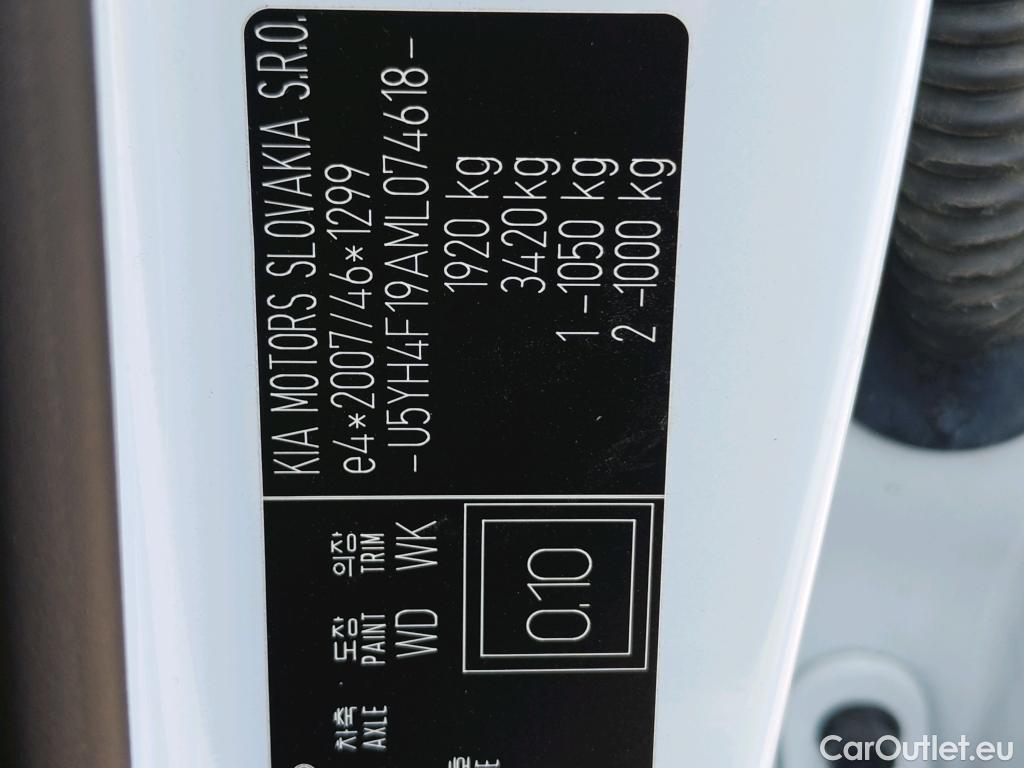 KIA MOTORS SLOVAKIA S.R.O.
e4*2007/46*1299
-U5YH4F19AML074618-
1920 kg
3420kg
1 -1050 kg
2 -1000 kg
차축 도장 의장
AXLE PAINT TRIM
WD WK
0.10
CarOutlet.eu